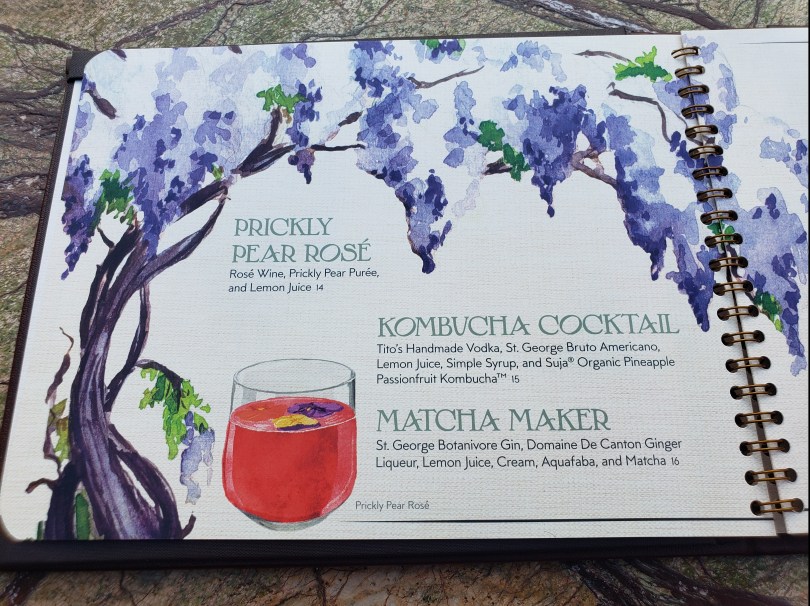 PRICKLY
PEAR ROSÉ
Rosé Wine, Prickly Pear Purée,
and Lemon Juice 14
KOMBUCHA COCKTAIL
Tito's Handmade Vodka, St. George Bruto Americano,
Lemon Juice, Simple Syrup, and Suja® Organic Pineapple
Passionfruit Kombucha™ 15
MATCHA MAKER
St. George Botanivore Gin, Domaine De Canton Ginger
Liqueur, Lemon Juice, Cream, Aquafaba, and Matcha 16
Prickly Pear Rosé